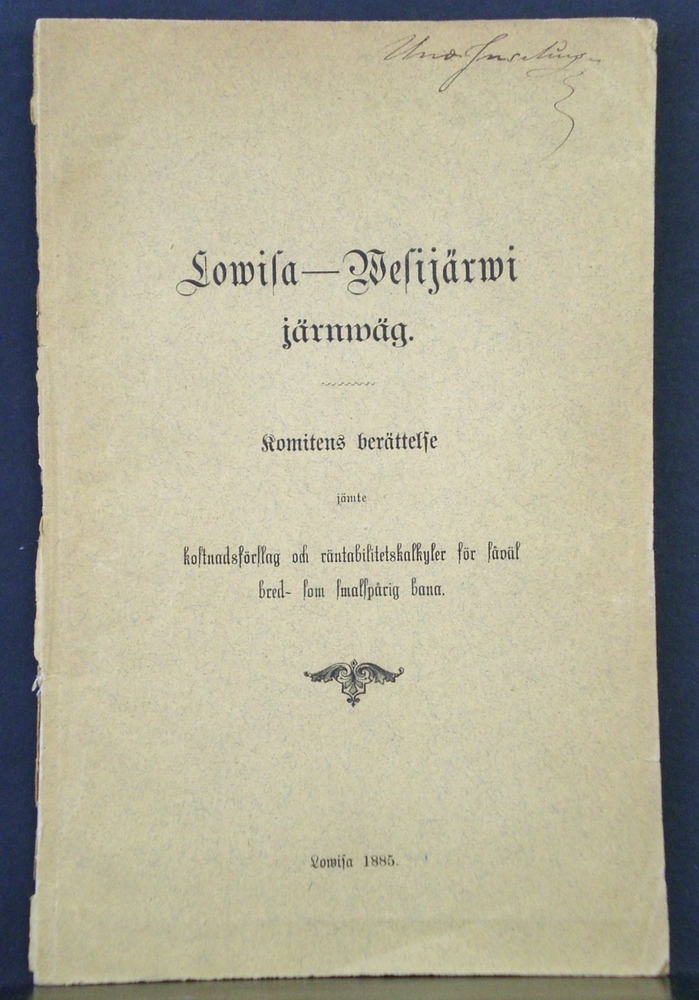 Lowiſa—Weſijärwi
järnwäg.
Komitens berättelſe
jämte
koſtnadsförſlag och räntabilitetskalkyler för ſåväl
bred- ſom ſmalſpårig bana.
Lowiſa 1885.